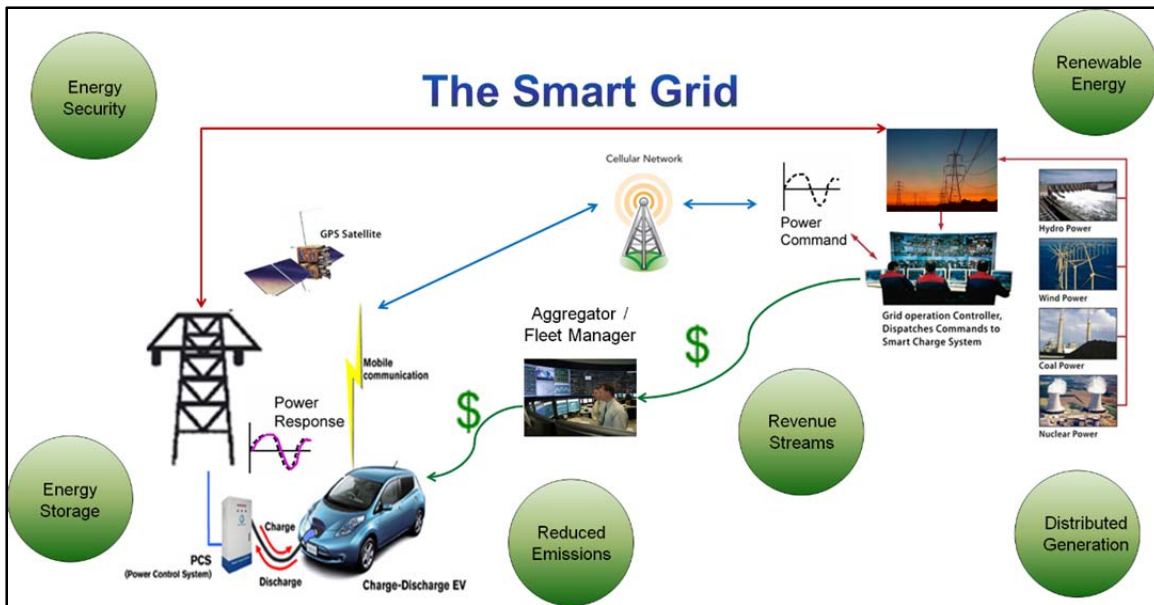 Energy
Security
The Smart Grid
Renewable
Energy
Cellular Network
GPS Satellite
Power
Command
Hydro Power
Mobile
communication
Aggregator /
Fleet Manager
$
Grid operation Controller,
Dispatches Commands to
Smart Charge System
Wind Power
Coal Power
Power
Response
$
Revenue
Streams
Nuclear Power
Energy
Storage
Charge
Discharge
PCS
(Power Control System)
Charge-Discharge EV
Reduced
Emissions
Distributed
Generation